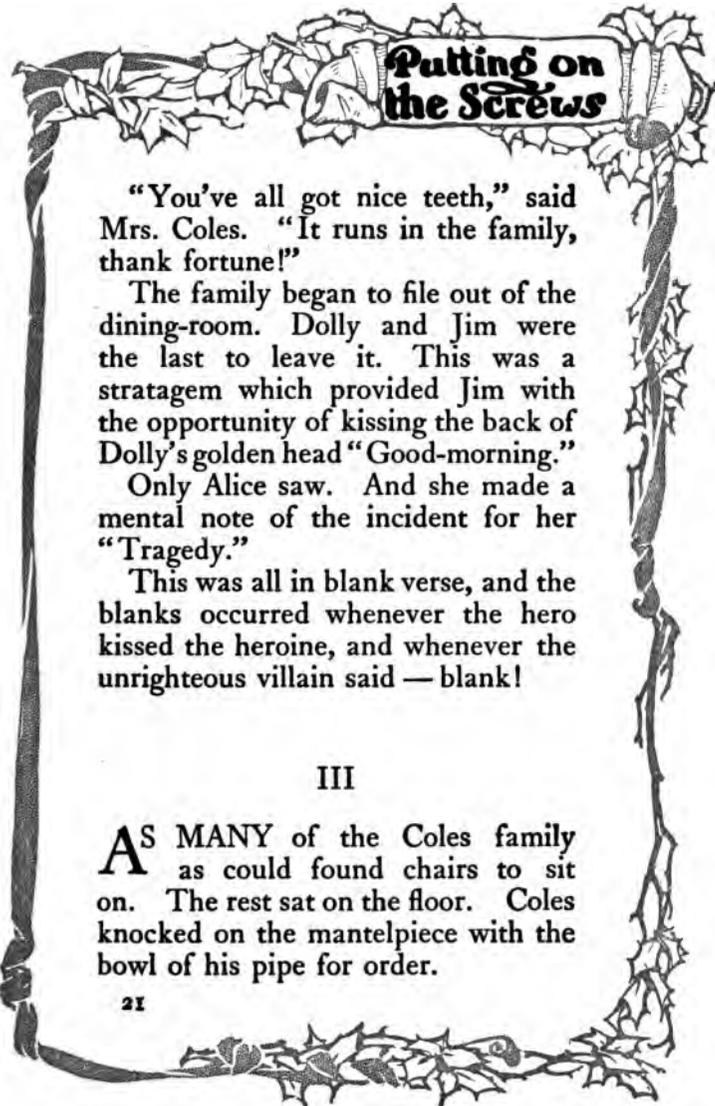 Putting on
the Screws
"You've all got nice teeth," said
Mrs. Coles. "It runs in the family,
thank fortune!"
The family began to file out of the
dining-room. Dolly and Jim were
the last to leave it. This was a
stratagem which provided Jim with
the opportunity of kissing the back of
Dolly's golden head "Good-morning."
Only Alice saw. And she made a
mental note of the incident for her
"Tragedy."
This was all in blank verse, and the
blanks occurred whenever the hero
kissed the heroine, and whenever the
unrighteous villain said — blank!
III
AS MANY of the Coles family
as could found chairs to sit
on. The rest sat on the floor. Coles
knocked on the mantelpiece with the
bowl of his pipe for order.
21